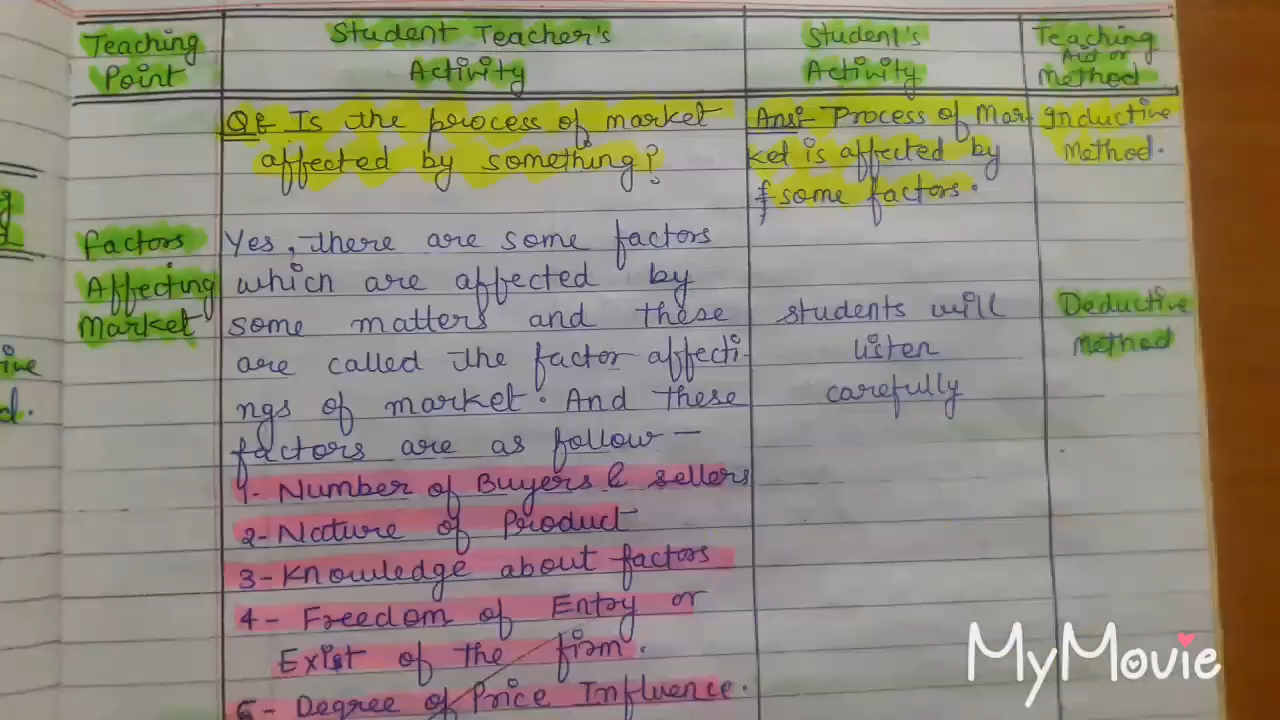 Teaching Point
Student Teacher's Activity
Student's Activity
Teaching Aid or Method
Q6 Is the process of market
affected by something?
Ans:- Process of Mar-
ket is affected by
some factors.
Inductive
Method.
Factors
Affecting
Market
Yes, there are some factors
which are affected by
some matters and these
are called the factor affecti-
ngs of market. And these
factors are as follow —
1- Number of Buyers & sellers
2- Nature of Product
3- Knowledge about factors
4- Freedom of Entry or
Exist of the firm.
5- Degree of Price Influence.
students will
listen
carefully
Deductive
Method
ive
d.
MyMovie